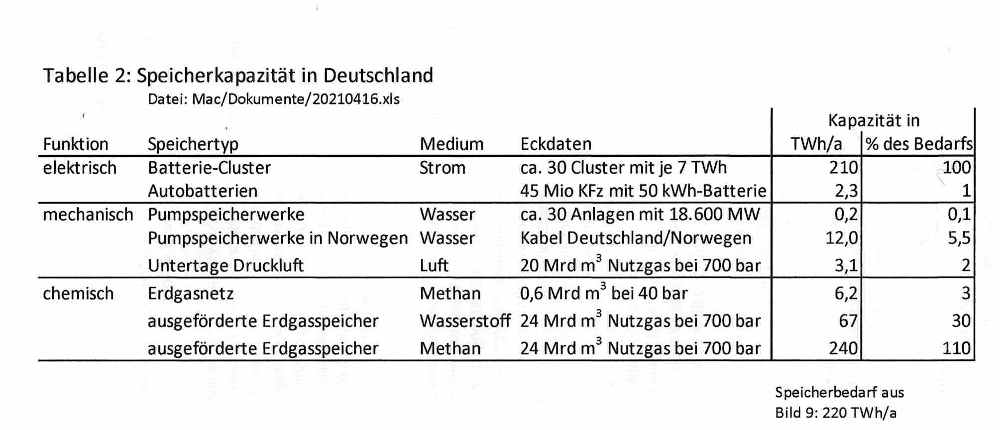 Tabelle 2: Speicherkapazität in Deutschland
Datei: Mac/Dokumente/20210416.xls
Kapazität in
Funktion Speichertyp Medium Eckdaten TWh/a % des Bedarfs
elektrisch Batterie-Cluster Strom ca. 30 Cluster mit je 7 TWh 210 100
Autobatterien 45 Mio KFz mit 50 kWh-Batterie 2,3 1
mechanisch Pumpspeicherwerke Wasser ca. 30 Anlagen mit 18.600 MW 0,2 0,1
Pumpspeicherwerke in Norwegen Wasser Kabel Deutschland/Norwegen 12,0 5,5
Untertage Druckluft Luft 20 Mrd m³ Nutzgas bei 700 bar 3,1 2
chemisch Erdgasnetz Methan 0,6 Mrd m³ bei 40 bar 6,2 3
ausgeförderte Erdgasspeicher Wasserstoff 24 Mrd m³ Nutzgas bei 700 bar 67 30
ausgeförderte Erdgasspeicher Methan 24 Mrd m³ Nutzgas bei 700 bar 240 110
Speicherbedarf aus
Bild 9: 220 TWh/a